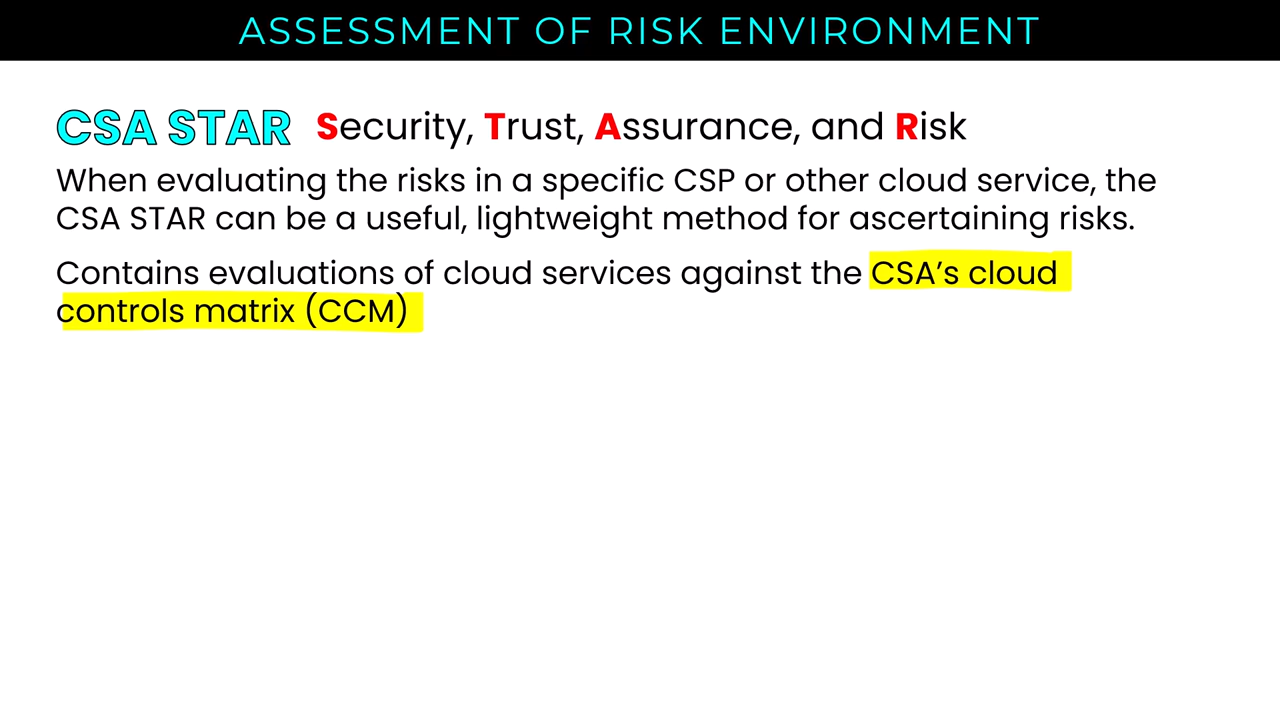 ASSESSMENT OF RISK ENVIRONMENT
CSA STAR Security, Trust, Assurance, and Risk
When evaluating the risks in a specific CSP or other cloud service, the
CSA STAR can be a useful, lightweight method for ascertaining risks.
Contains evaluations of cloud services against the CSA’s cloud
controls matrix (CCM)